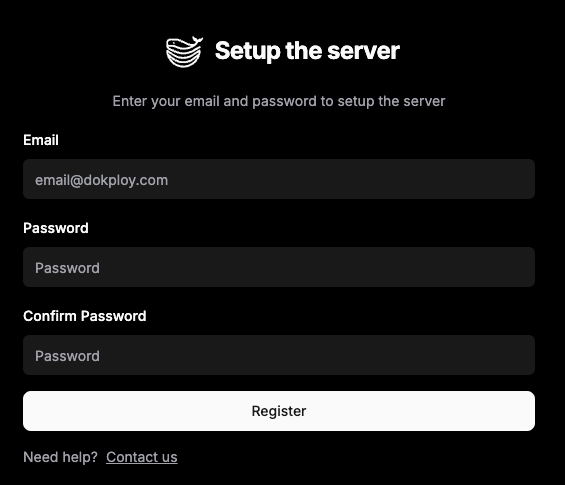 Setup the server
Enter your email and password to setup the server
Email
email@dokploy.com
Password
Password
Confirm Password
Password
Register
Need help? Contact us